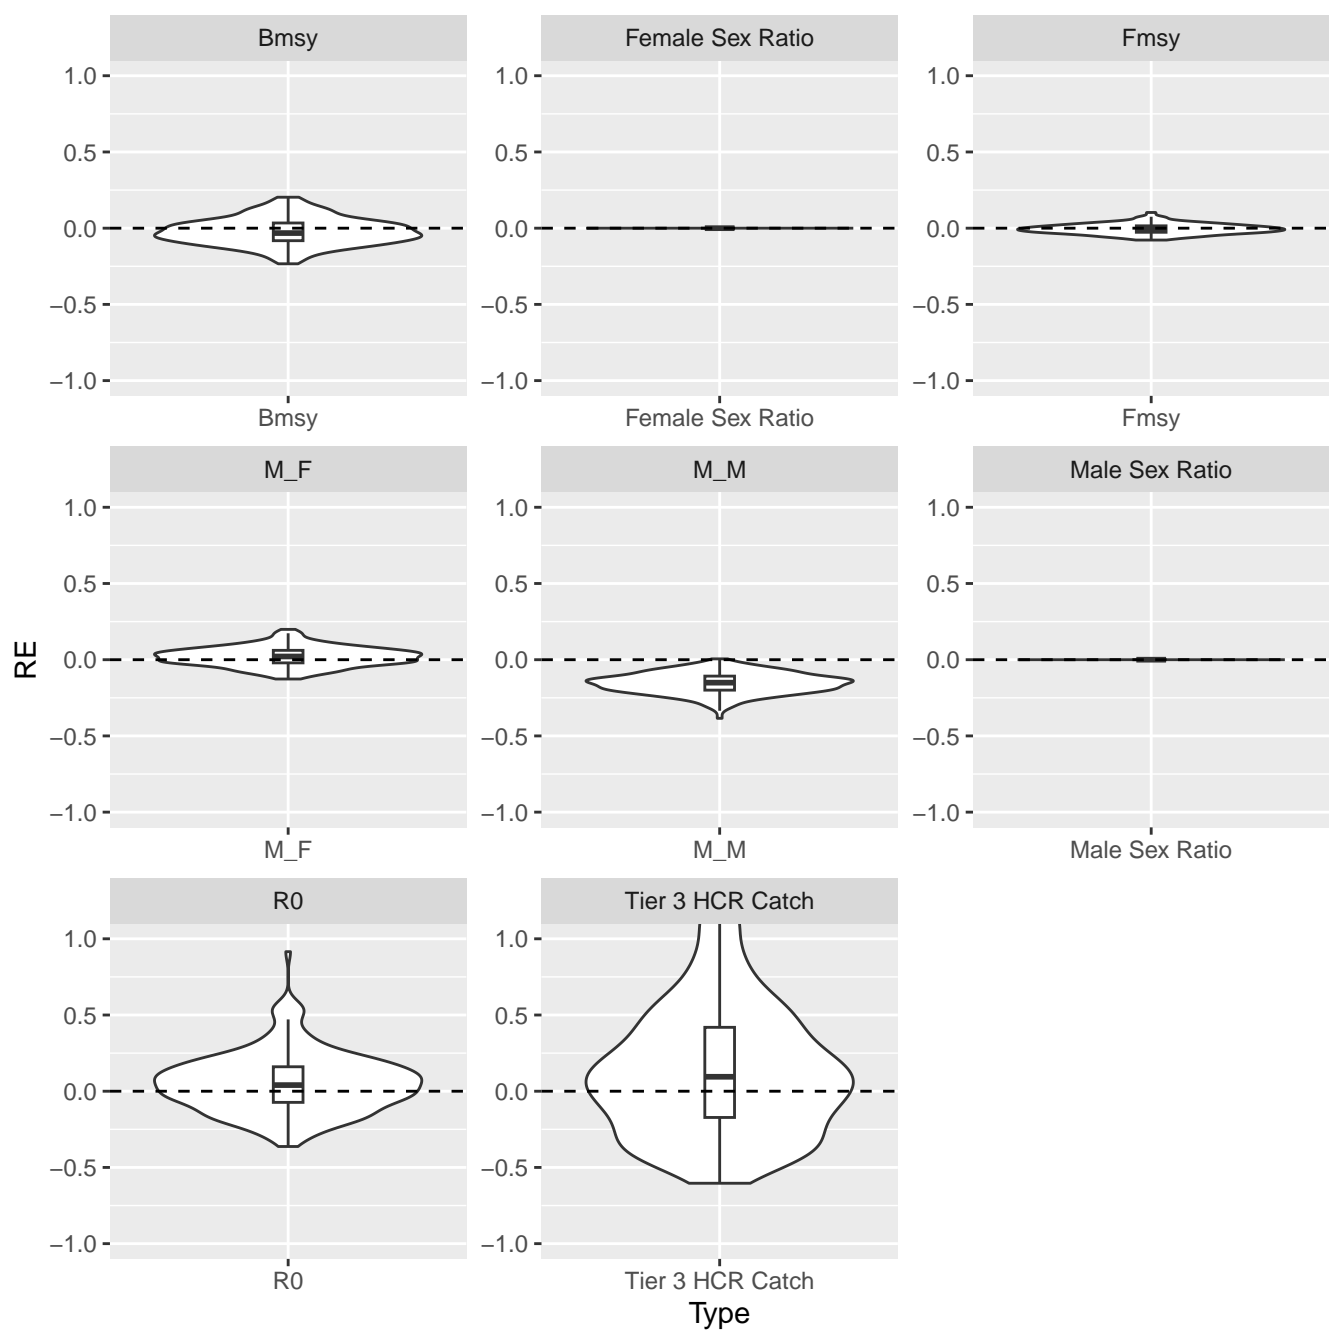 Bmsy Female Sex Ratio Fmsy
1.0 1.0 1.0
0.5 0.5 0.5
0.0 0.0 0.0
−0.5 −0.5 −0.5
−1.0 −1.0 −1.0
Bmsy Female Sex Ratio Fmsy
M_F M_M Male Sex Ratio
1.0 1.0 1.0
0.5 0.5 0.5
RE
0.0 0.0 0.0
−0.5 −0.5 −0.5
−1.0 −1.0 −1.0
M_F M_M Male Sex Ratio
R0 Tier 3 HCR Catch
1.0 1.0
0.5 0.5
0.0 0.0
−0.5 −0.5
−1.0 −1.0
R0 Tier 3 HCR Catch
Type